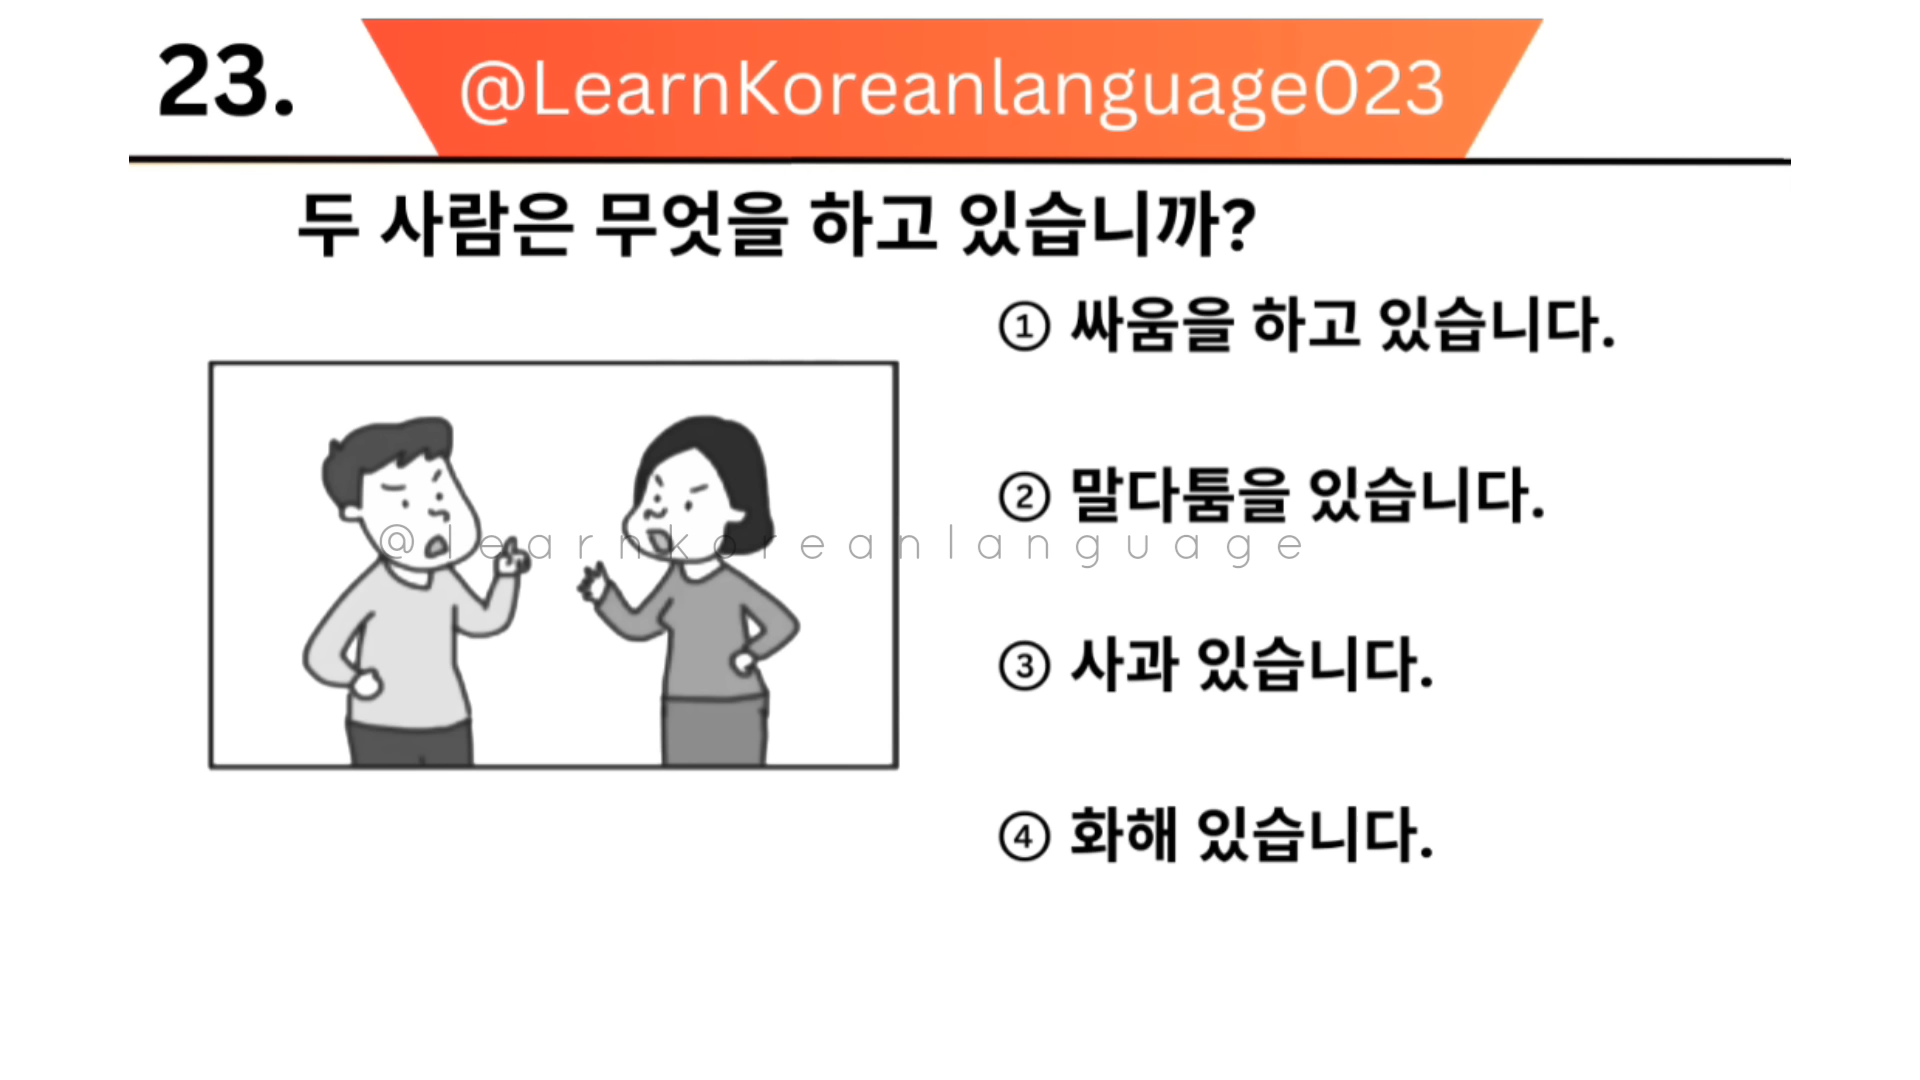 23.
@LearnKoreanlanguage023
두 사람은 무엇을 하고 있습니까?
① 싸움을 하고 있습니다.
② 말다툼을 있습니다.
@learnkoreanlanguage
③ 사과 있습니다.
④ 화해 있습니다.